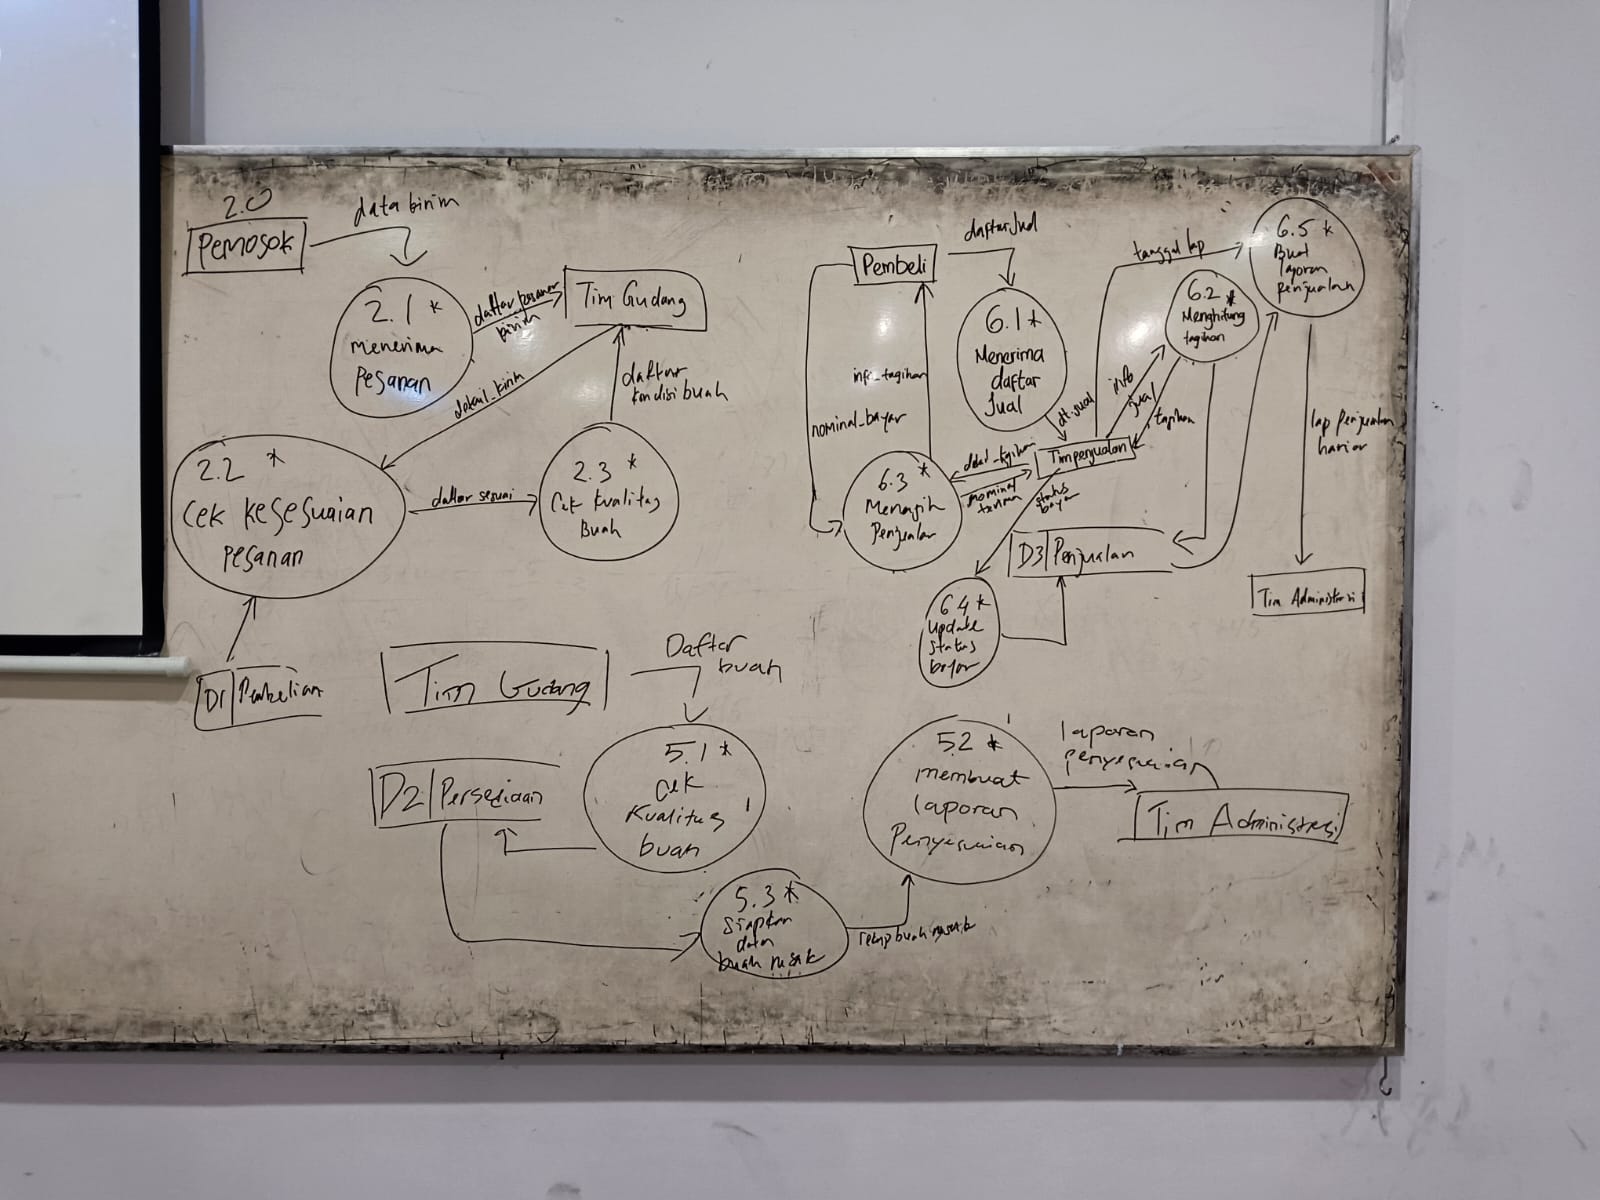 2.0
Pemasok
data kirim
2.1 *
Menerima
Pesanan
daftar pesanan
kirim
Tim Gudang
detail_kirim
daftar
kondisi buah
2.2 *
Cek Kesesuaian
Pesanan
daftar sesuai
2.3 *
Cek Kualitas
Buah
D1 Pembelian
Pembeli
daftar jual
6.1 *
Menerima
daftar
Jual
info_tagihan
nominal_bayar
dft. jual
6.3 *
Menagih
Penjualan
detail_tagihan
nominal
Tim penjualan
status
bayar
info
jual
tagihan
6.2 *
Menghitung
tagihan
tanggal lap
6.5 *
Buat
laporan
penjualan
lap penjualan
harian
Tim Administrasi
D3 Penjualan
6.4 *
Update
status
bayar
Tim Gudang
Daftar
buah
5.1 *
Cek
Kualitas
buah
D2 Persediaan
5.3 *
Siapkan
data
buah rusak
rekap buah rusak
5.2 *
membuat
laporan
Penyesuaian
laporan
penyesuaian
Tim Administrasi